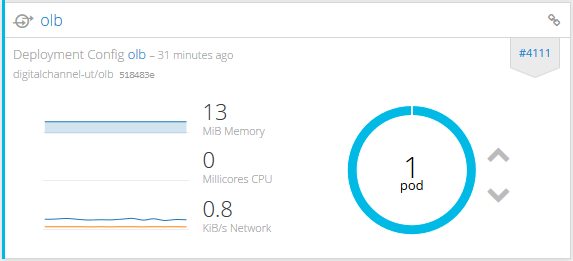 olb
Deployment Config olb – 31 minutes ago
#4111
digitalchannel-ut/olb 518483e
13
MiB Memory
0
Millicores CPU
0.8
KiB/s Network
1
pod